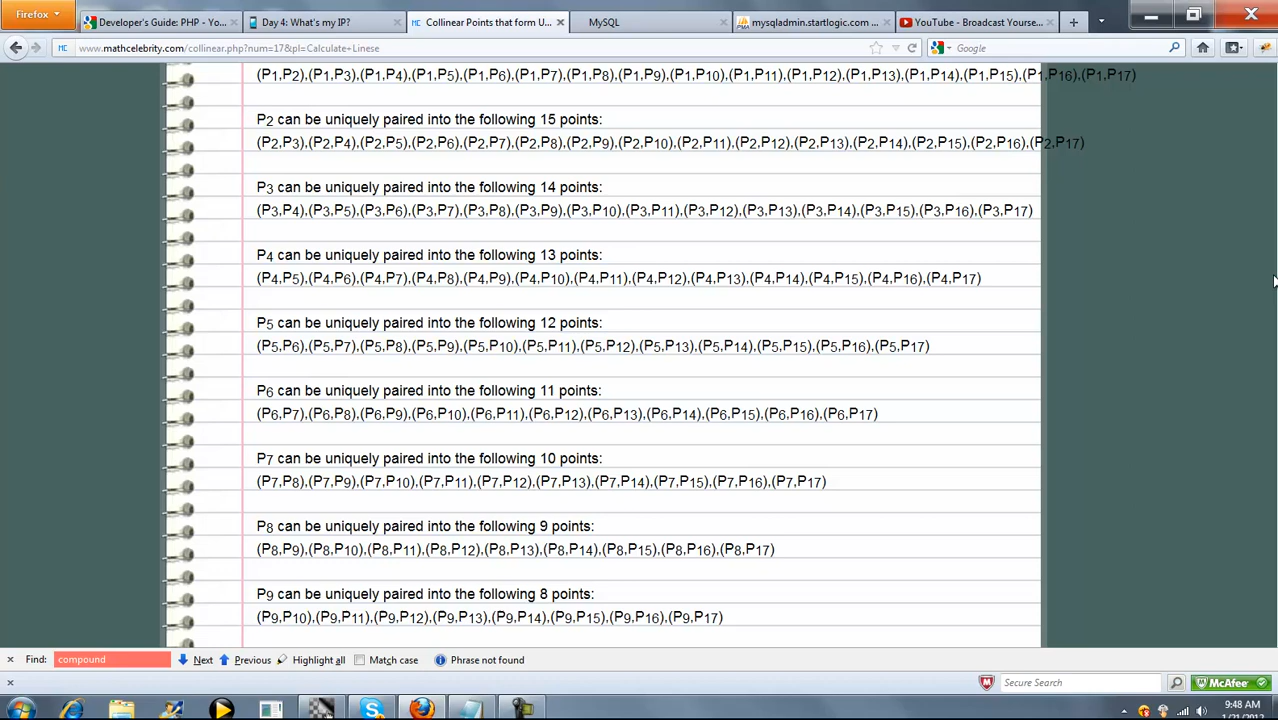 Firefox
Developer's Guide: PHP - Yo...
Day 4: What's my IP?
Collinear Points that form U...
MySQL
mysqladmin.startlogic.com ...
YouTube - Broadcast Yourse...
www.mathcelebrity.com/collinear.php?num=17&pl=Calculate+Linese
Google
(P1,P2),(P1,P3),(P1,P4),(P1,P5),(P1,P6),(P1,P7),(P1,P8),(P1,P9),(P1,P10),(P1,P11),(P1,P12),(P1,P13),(P1,P14),(P1,P15),(P1,P16),(P1,P17)
P2 can be uniquely paired into the following 15 points:
(P2,P3),(P2,P4),(P2,P5),(P2,P6),(P2,P7),(P2,P8),(P2,P9),(P2,P10),(P2,P11),(P2,P12),(P2,P13),(P2,P14),(P2,P15),(P2,P16),(P2,P17)
P3 can be uniquely paired into the following 14 points:
(P3,P4),(P3,P5),(P3,P6),(P3,P7),(P3,P8),(P3,P9),(P3,P10),(P3,P11),(P3,P12),(P3,P13),(P3,P14),(P3,P15),(P3,P16),(P3,P17)
P4 can be uniquely paired into the following 13 points:
(P4,P5),(P4,P6),(P4,P7),(P4,P8),(P4,P9),(P4,P10),(P4,P11),(P4,P12),(P4,P13),(P4,P14),(P4,P15),(P4,P16),(P4,P17)
P5 can be uniquely paired into the following 12 points:
(P5,P6),(P5,P7),(P5,P8),(P5,P9),(P5,P10),(P5,P11),(P5,P12),(P5,P13),(P5,P14),(P5,P15),(P5,P16),(P5,P17)
P6 can be uniquely paired into the following 11 points:
(P6,P7),(P6,P8),(P6,P9),(P6,P10),(P6,P11),(P6,P12),(P6,P13),(P6,P14),(P6,P15),(P6,P16),(P6,P17)
P7 can be uniquely paired into the following 10 points:
(P7,P8),(P7,P9),(P7,P10),(P7,P11),(P7,P12),(P7,P13),(P7,P14),(P7,P15),(P7,P16),(P7,P17)
P8 can be uniquely paired into the following 9 points:
(P8,P9),(P8,P10),(P8,P11),(P8,P12),(P8,P13),(P8,P14),(P8,P15),(P8,P16),(P8,P17)
P9 can be uniquely paired into the following 8 points:
(P9,P10),(P9,P11),(P9,P12),(P9,P13),(P9,P14),(P9,P15),(P9,P16),(P9,P17)
Find: compound Next Previous Highlight all Match case Phrase not found
Secure Search McAfee
9:48 AM
1/21/2012